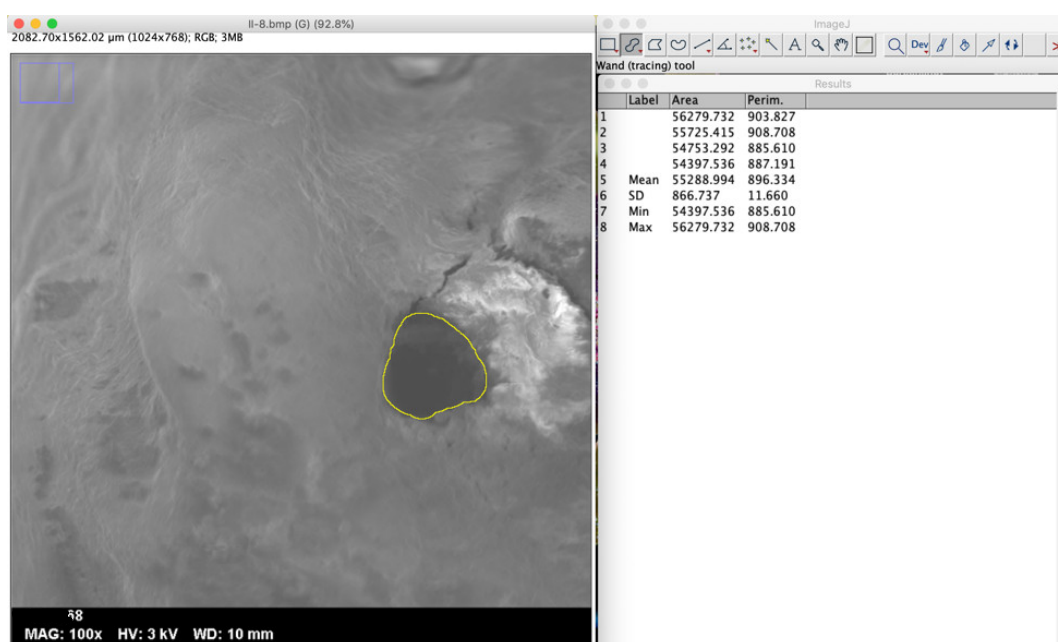 II-8.bmp (G) (92.8%)
2082.70x1562.02 µm (1024x768); RGB; 3MB
MAG: 100x HV: 3 kV WD: 10 mm
ImageJ
A Dev
Wand (tracing) tool
Results
Label Area Perim.
1 56279.732 903.827
2 55725.415 908.708
3 54753.292 885.610
4 54397.536 887.191
5 Mean 55288.994 896.334
6 SD 866.737 11.660
7 Min 54397.536 885.610
8 Max 56279.732 908.708